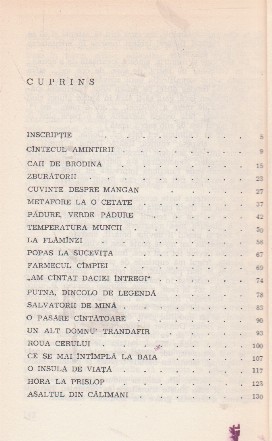 CUPRINS
INSCRIPȚIE 5
CÎNTECUL AMINTIRII 9
CAII DE BRODINA 15
ZBURĂTORII 23
CUVINTE DESPRE MANGAN 27
METAFORE LA O CETATE 37
PĂDURE, VERDE PĂDURE 42
TEMPERATURA MUNCII 50
LA FLĂMÎNZI 56
POPAS LA SUCEVIȚA 67
FARMECUL CÎMPIEI 69
„AM CÎNTAT DACIEI ÎNTREGI“ 74
PUTNA, DINCOLO DE LEGENDĂ 78
SALVATORII DE MINĂ 83
O PASĂRE CÎNTĂTOARE 90
UN ALT DOMNU' TRANDAFIR 93
ROUA CERULUI 100
CE SE MAI ÎNTÎMPLĂ LA BAIA 107
O INSULĂ DE VIAȚĂ 117
HORA LA PRISLOP 123
ASALTUL DIN CĂLIMANI 130